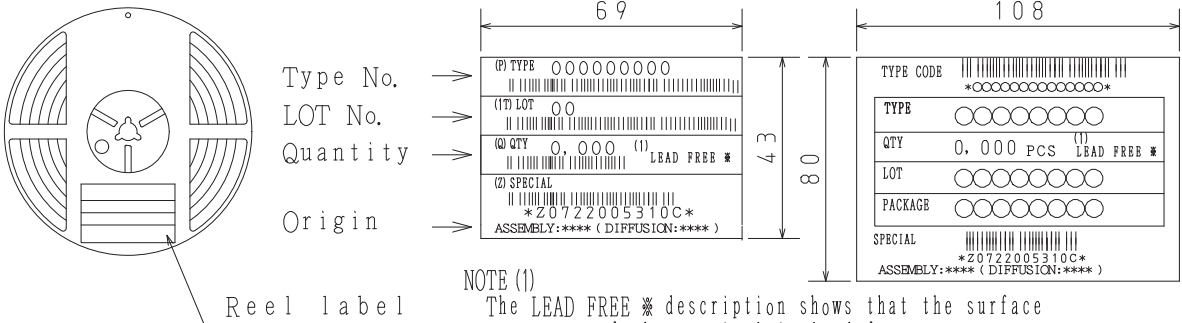 69
108
Type No.
LOT No.
Quantity
Origin
Reel label
(P) TYPE 000000000
(1T) LOT 00
(Q) QTY 0,000 (1) LEAD FREE ※
(Z) SPECIAL
*Z0722005310C*
ASSEMBLY:**** (DIFFUSION:**** )
43
80
TYPE CODE
*○○○○○○○○○○○○○*
TYPE ○○○○○○○○
QTY 0,000 PCS (1) LEAD FREE ※
LOT ○○○○○○○○
PACKAGE ○○○○○○○○
SPECIAL
*Z0722005310C*
ASSEMBLY:**** (DIFFUSION:**** )
NOTE (1)
The LEAD FREE ※ description shows that the surface